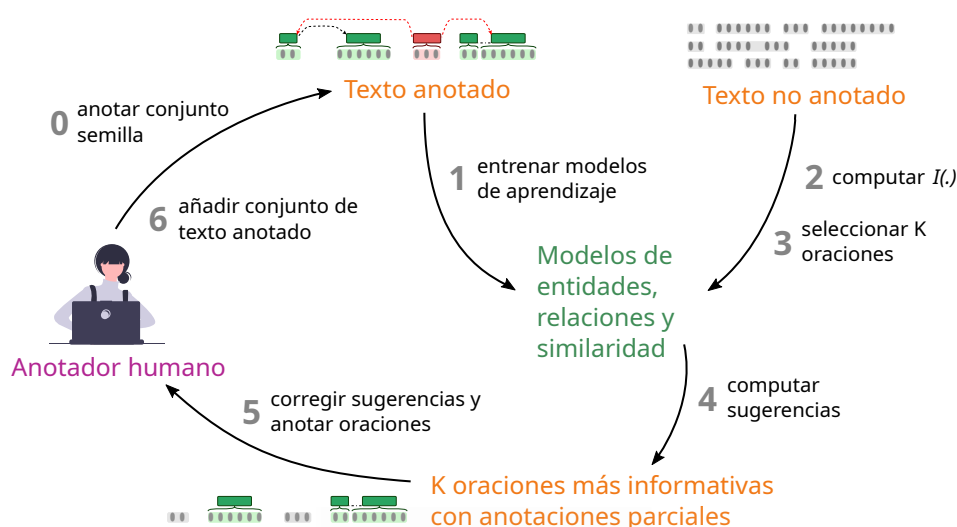 Texto anotado
Texto no anotado
0 anotar conjunto
semilla
1 entrenar modelos
de aprendizaje
2 computar I(.)
6 añadir conjunto de
texto anotado
3 seleccionar K
oraciones
Modelos de
entidades,
relaciones y
similaridad
Anotador humano
4 computar
sugerencias
5 corregir sugerencias y
anotar oraciones
K oraciones más informativas
con anotaciones parciales